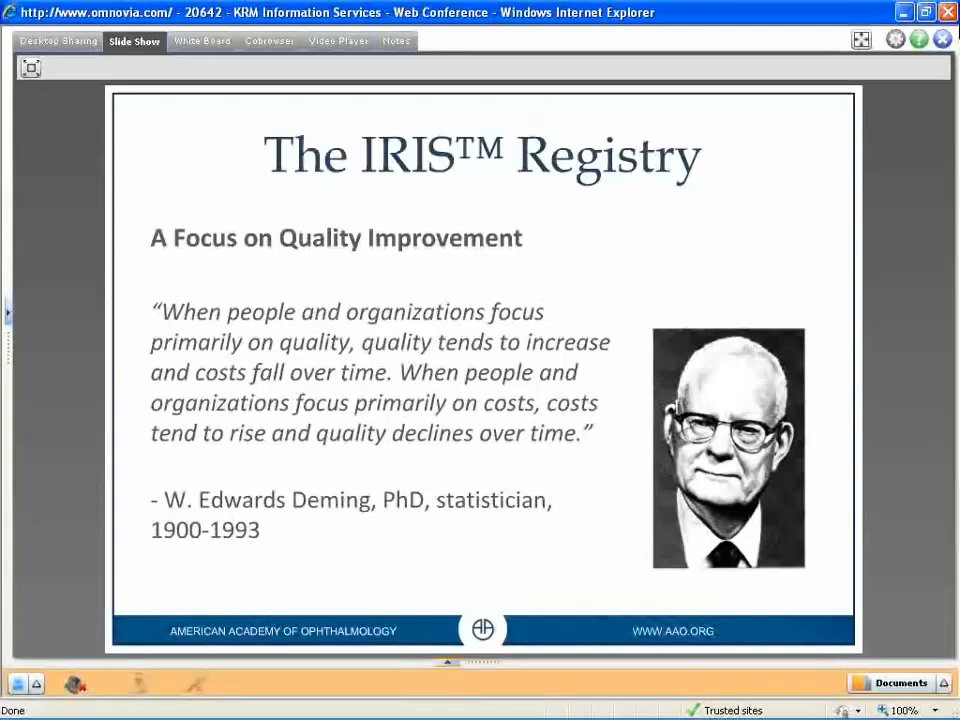 http://www.omnovia.com/ - 20642 - KRM Information Services - Web Conference - Windows Internet Explorer
Desktop Sharing Slide Show White Board Cobrowser Video Player Notes
The IRIS™ Registry
A Focus on Quality Improvement
“When people and organizations focus
primarily on quality, quality tends to increase
and costs fall over time. When people and
organizations focus primarily on costs, costs
tend to rise and quality declines over time.”
- W. Edwards Deming, PhD, statistician,
1900-1993
AMERICAN ACADEMY OF OPHTHALMOLOGY
WWW.AAO.ORG
Documents
Done
Trusted sites
100%